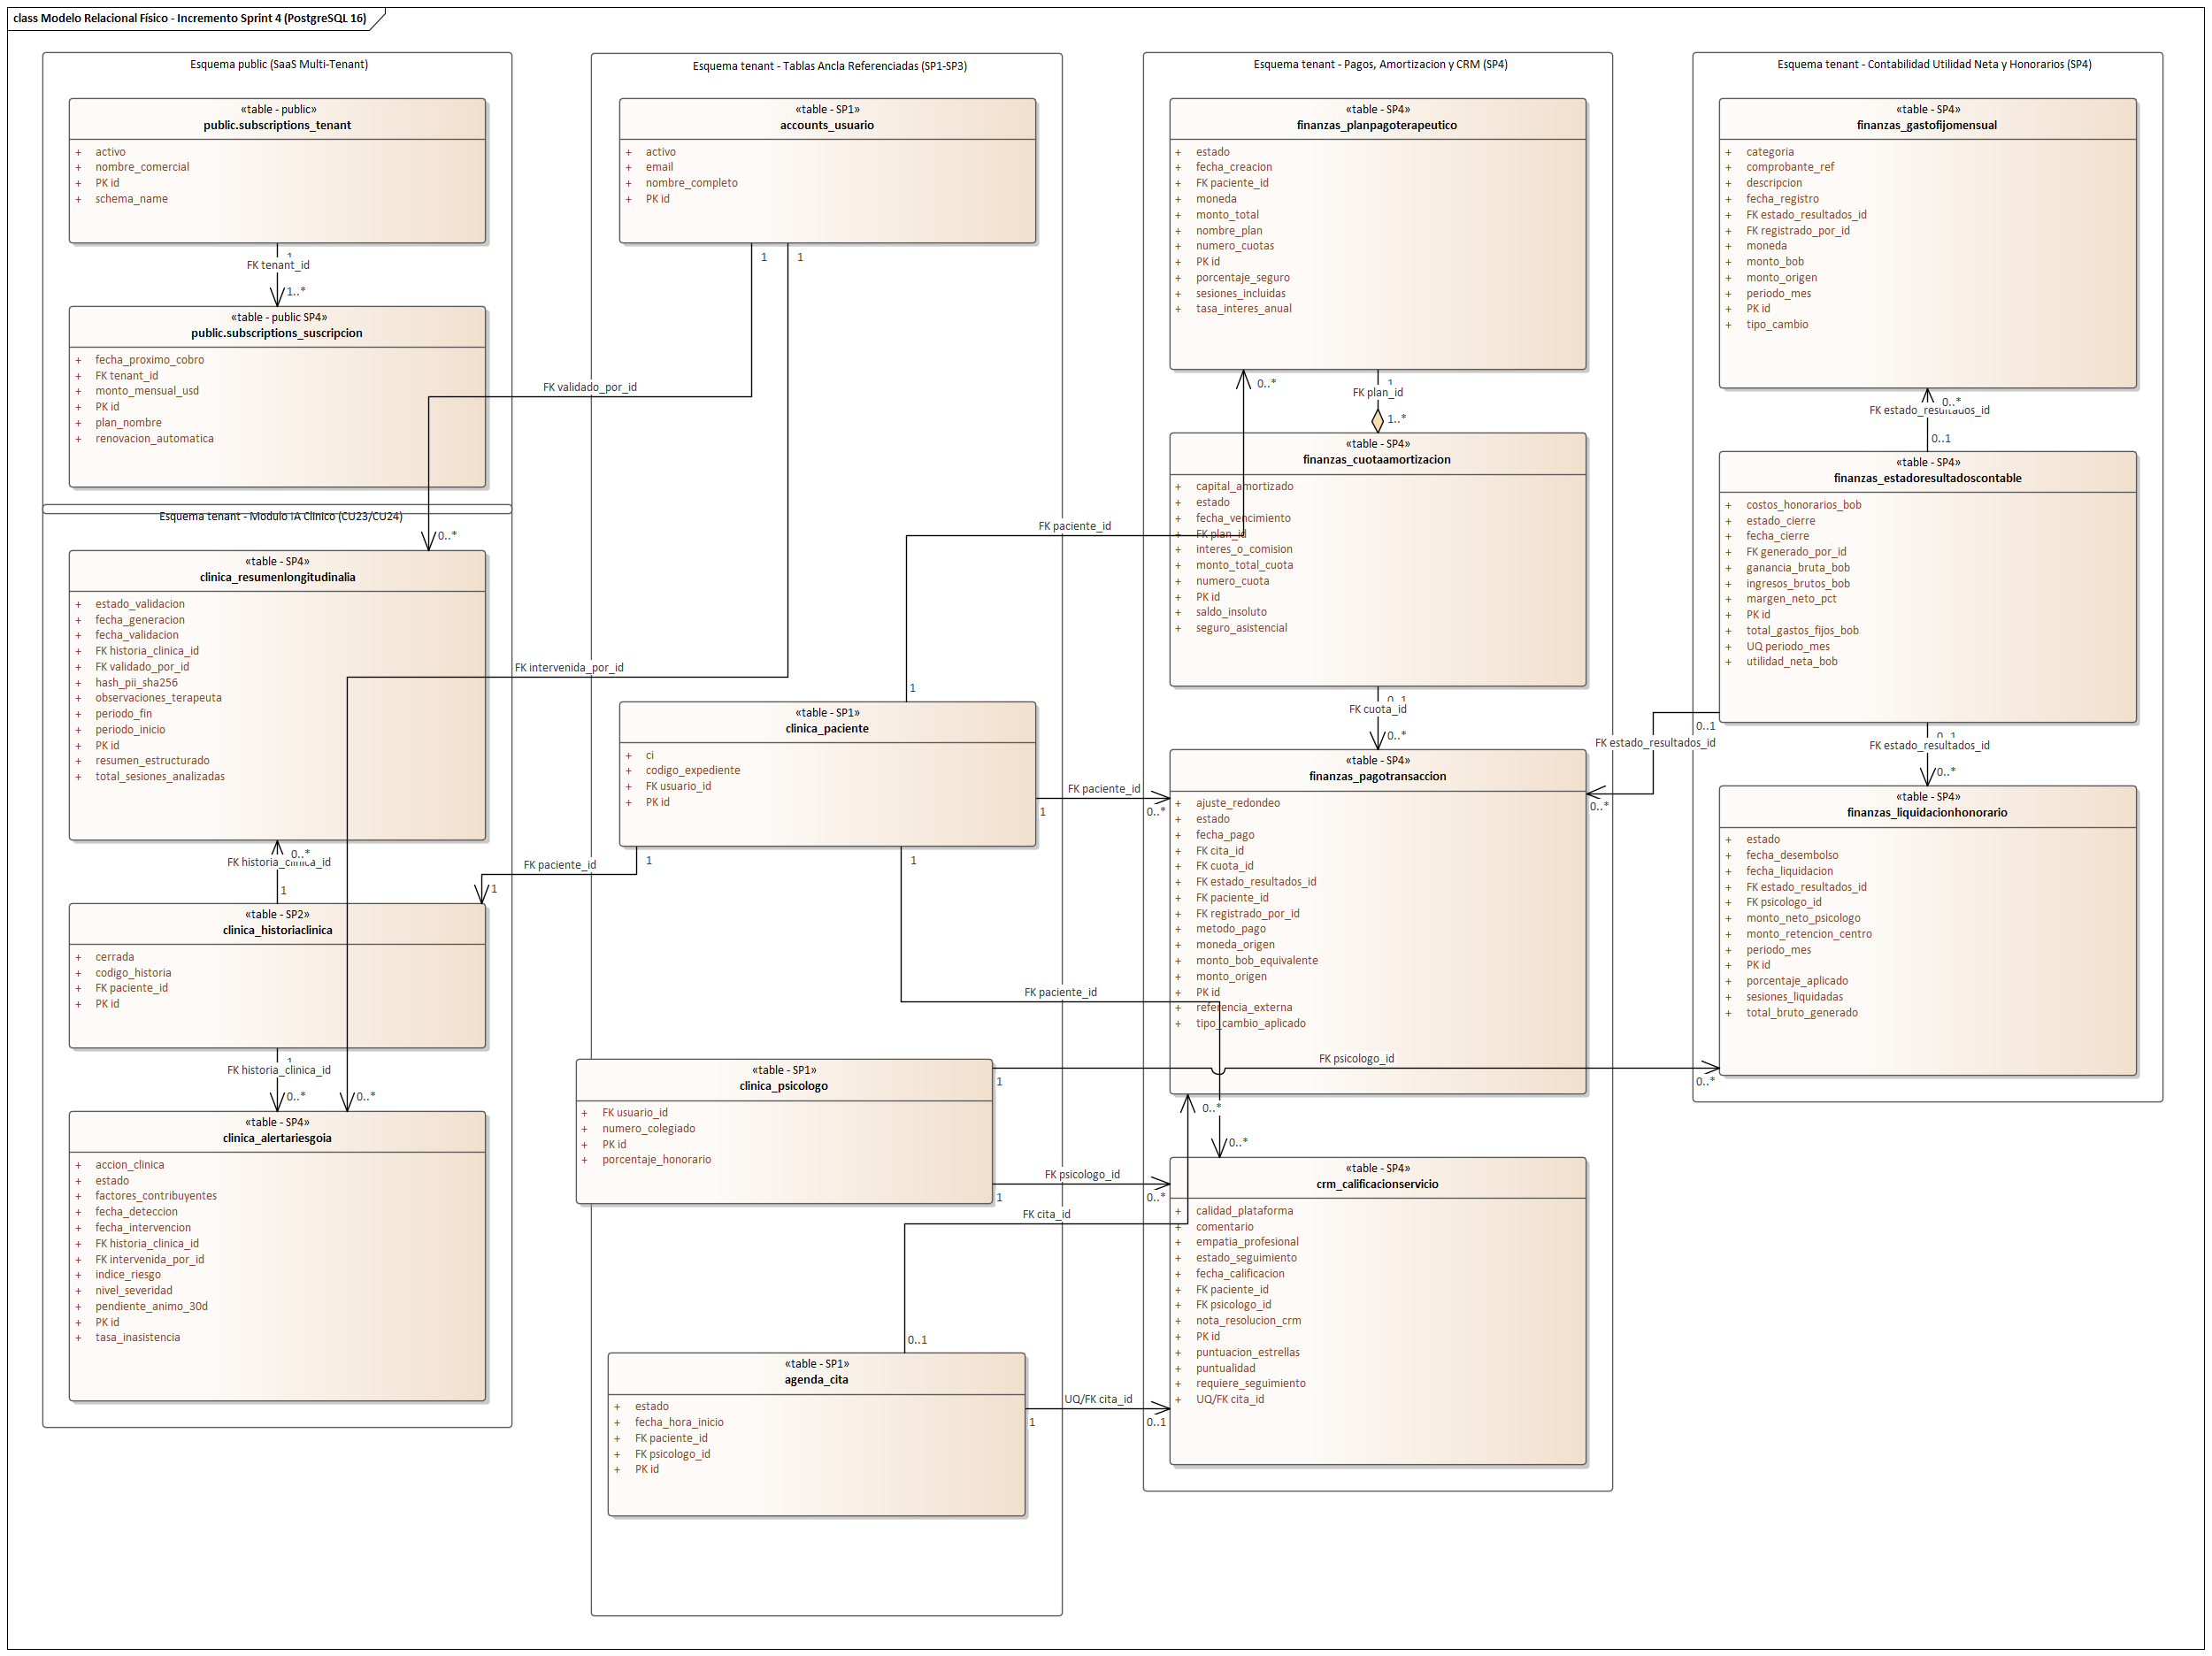 class Modelo Relacional Físico - Incremento Sprint 4 (PostgreSQL 16)
Esquema public (SaaS Multi-Tenant)
«table - public»
public.subscriptions_tenant
+ activo
+ nombre_comercial
+ PK id
+ schema_name
1
FK tenant_id
1..*
«table - public SP4»
public.subscriptions_suscripcion
+ fecha_proximo_cobro
+ FK tenant_id
+ monto_mensual_usd
+ PK id
+ plan_nombre
+ renovacion_automatica
Esquema tenant - Modulo IA Clinico (CU23/CU24)
0..*
«table - SP4»
clinica_resumenlongitudinalia
+ estado_validacion
+ fecha_generacion
+ fecha_validacion
+ FK historia_clinica_id
+ FK validado_por_id
+ hash_pii_sha256
+ observaciones_terapeuta
+ periodo_fin
+ periodo_inicio
+ PK id
+ resumen_estructurado
+ total_sesiones_analizadas
0..*
FK historia_clinica_id
1
«table - SP2»
clinica_historiaclinica
+ cerrada
+ codigo_historia
+ FK paciente_id
+ PK id
1
FK historia_clinica_id
0..*
0..*
«table - SP4»
clinica_alertariesgoia
+ accion_clinica
+ estado
+ factores_contribuyentes
+ fecha_deteccion
+ fecha_intervencion
+ FK historia_clinica_id
+ FK intervenida_por_id
+ indice_riesgo
+ nivel_severidad
+ pendiente_animo_30d
+ PK id
+ tasa_inasistencia
Esquema tenant - Tablas Ancla Referenciadas (SP1-SP3)
«table - SP1»
accounts_usuario
+ activo
+ email
+ nombre_completo
+ PK id
1
1
FK validado_por_id
FK intervenida_por_id
FK paciente_id
1
«table - SP1»
clinica_paciente
+ ci
+ codigo_expediente
+ FK usuario_id
+ PK id
FK paciente_id
1
0..*
FK paciente_id
1
1
1
FK paciente_id
«table - SP1»
clinica_psicologo
+ FK usuario_id
+ numero_colegiado
+ PK id
+ porcentaje_honorario
1
FK psicologo_id
0..*
FK psicologo_id
1
0..*
FK cita_id
0..1
«table - SP1»
agenda_cita
+ estado
+ fecha_hora_inicio
+ FK paciente_id
+ FK psicologo_id
+ PK id
UQ/FK cita_id
1
0..1
Esquema tenant - Pagos, Amortizacion y CRM (SP4)
«table - SP4»
finanzas_planpagoterapeutico
+ estado
+ fecha_creacion
+ FK paciente_id
+ moneda
+ monto_total
+ nombre_plan
+ numero_cuotas
+ PK id
+ porcentaje_seguro
+ sesiones_incluidas
+ tasa_interes_anual
0..*
1
FK plan_id
1..*
«table - SP4»
finanzas_cuotaamortizacion
+ capital_amortizado
+ estado
+ fecha_vencimiento
+ FK plan_id
+ interes_o_comision
+ monto_total_cuota
+ numero_cuota
+ PK id
+ saldo_insoluto
+ seguro_asistencial
0..1
FK cuota_id
0..*
«table - SP4»
finanzas_pagotransaccion
+ ajuste_redondeo
+ estado
+ fecha_pago
+ FK cita_id
+ FK cuota_id
+ FK estado_resultados_id
+ FK paciente_id
+ FK registrado_por_id
+ metodo_pago
+ moneda_origen
+ monto_bob_equivalente
+ monto_origen
+ PK id
+ referencia_externa
+ tipo_cambio_aplicado
0..*
0..*
«table - SP4»
crm_calificacionservicio
+ calidad_plataforma
+ comentario
+ empatia_profesional
+ estado_seguimiento
+ fecha_calificacion
+ FK paciente_id
+ FK psicologo_id
+ nota_resolucion_crm
+ PK id
+ puntuacion_estrellas
+ puntualidad
+ requiere_seguimiento
+ UQ/FK cita_id
Esquema tenant - Contabilidad Utilidad Neta y Honorarios (SP4)
«table - SP4»
finanzas_gastofijomensual
+ categoria
+ comprobante_ref
+ descripcion
+ fecha_registro
+ FK estado_resultados_id
+ FK registrado_por_id
+ moneda
+ monto_bob
+ monto_origen
+ periodo_mes
+ PK id
+ tipo_cambio
0..*
FK estado_resultados_id
0..1
«table - SP4»
finanzas_estadoresultadoscontable
+ costos_honorarios_bob
+ estado_cierre
+ fecha_cierre
+ FK generado_por_id
+ ganancia_bruta_bob
+ ingresos_brutos_bob
+ margen_neto_pct
+ PK id
+ total_gastos_fijos_bob
+ UQ periodo_mes
+ utilidad_neta_bob
0..1
FK estado_resultados_id
0..*
0..1
FK estado_resultados_id
0..*
«table - SP4»
finanzas_liquidacionhonorario
+ estado
+ fecha_desembolso
+ fecha_liquidacion
+ FK estado_resultados_id
+ FK psicologo_id
+ monto_neto_psicologo
+ monto_retencion_centro
+ periodo_mes
+ PK id
+ porcentaje_aplicado
+ sesiones_liquidadas
+ total_bruto_generado